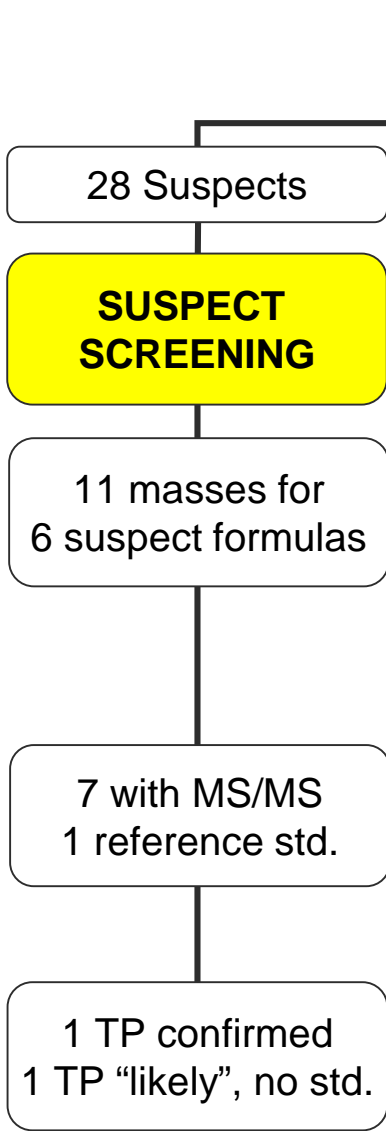 28 Suspects
SUSPECT
SCREENING
11 masses for
6 suspect formulas
7 with MS/MS
1 reference std.
1 TP confirmed
1 TP “likely”, no std.